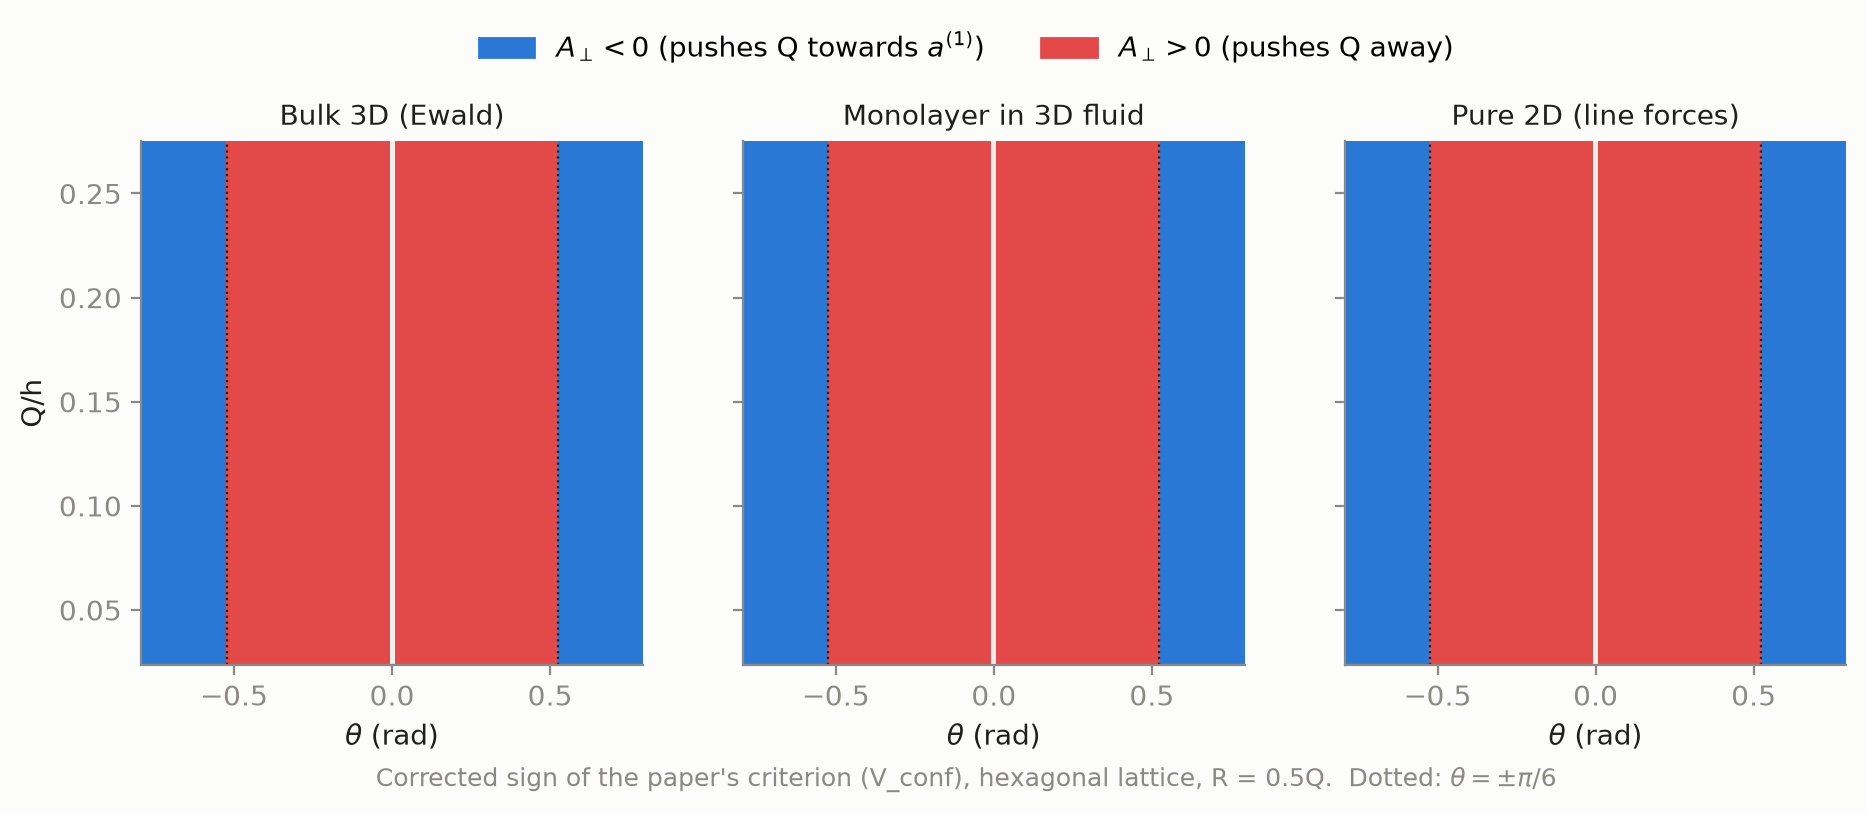 A⊥ < 0 (pushes Q towards a⁽¹⁾) A⊥ > 0 (pushes Q away)
Bulk 3D (Ewald) Monolayer in 3D fluid Pure 2D (line forces)
0.25
0.20
0.15
0.10
0.05
Q/h
−0.5 0.0 0.5 −0.5 0.0 0.5 −0.5 0.0 0.5
θ (rad) θ (rad) θ (rad)
Corrected sign of the paper's criterion (V_conf), hexagonal lattice, R = 0.5Q. Dotted: θ = ±π/6